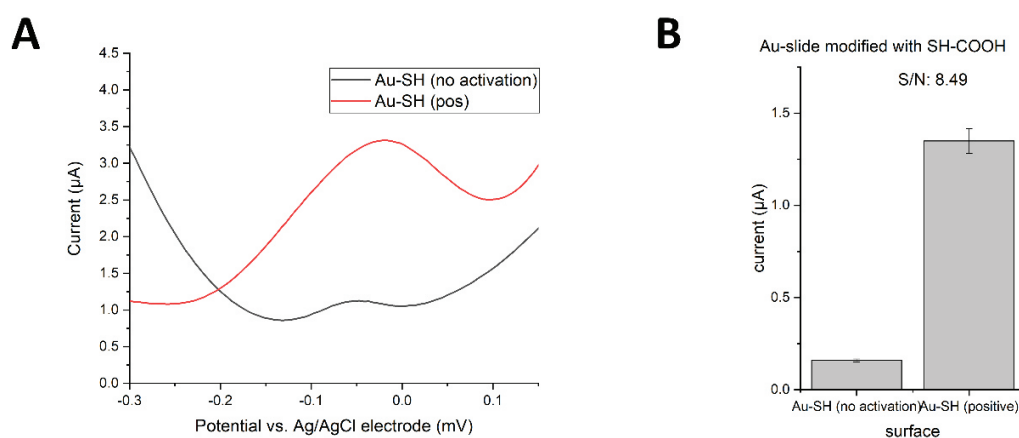 A
4.5
4.0
3.5
3.0
2.5
2.0
1.5
1.0
0.5
0.0
Current (µA)
Au-SH (no activation)
Au-SH (pos)
-0.3
-0.2
-0.1
0.0
0.1
Potential vs. Ag/AgCl electrode (mV)
B
Au-slide modified with SH-COOH
S/N: 8.49
1.5
1.0
0.5
0.0
current (µA)
Au-SH (no activation)
Au-SH (positive)
surface